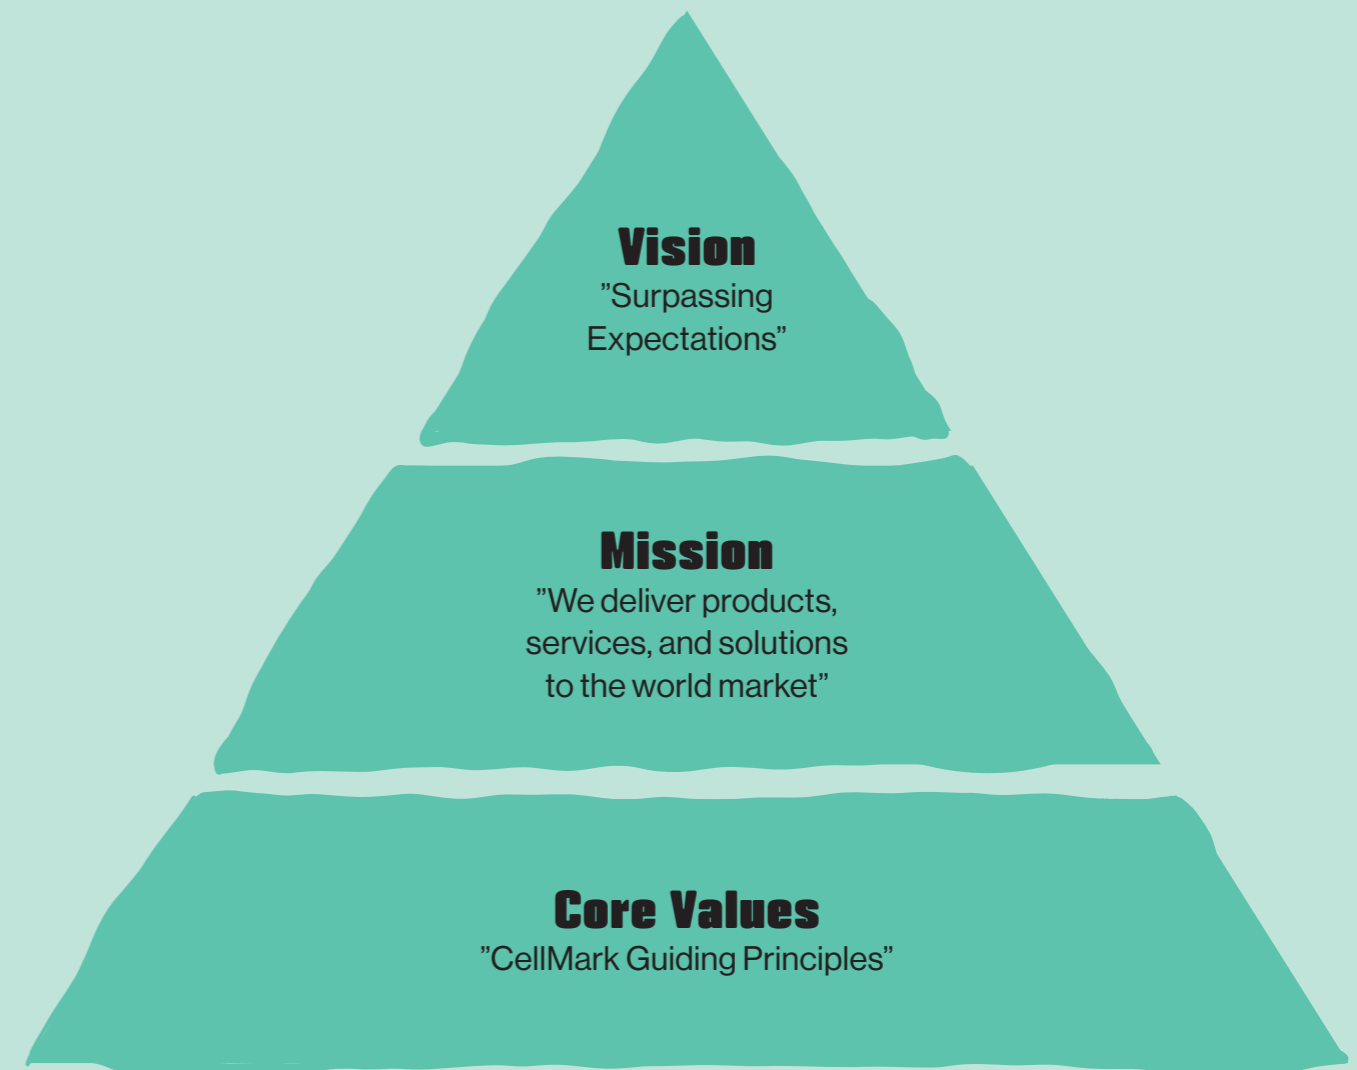 Vision
”Surpassing
Expectations”
Mission
”We deliver products,
services, and solutions
to the world market”
Core Values
”CellMark Guiding Principles”